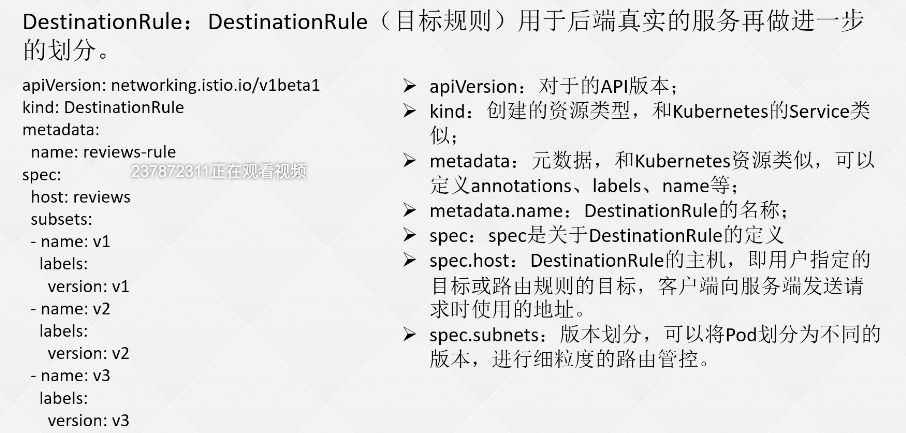 DestinationRule：DestinationRule（目标规则）用于后端真实的服务再做进一步
的划分。
apiVersion: networking.istio.io/v1beta1
kind: DestinationRule
metadata:
  name: reviews-rule
spec:
237872311正在观看视频
  host: reviews
  subsets:
  - name: v1
    labels:
      version: v1
  - name: v2
    labels:
      version: v2
  - name: v3
    labels:
      version: v3
➢ apiVersion：对于的API版本；
➢ kind：创建的资源类型，和Kubernetes的Service类
似；
➢ metadata：元数据，和Kubernetes资源类似，可以
定义annotations、labels、name等；
➢ metadata.name：DestinationRule的名称；
➢ spec：spec是关于DestinationRule的定义
➢ spec.host：DestinationRule的主机，即用户指定的
目标或路由规则的目标，客户端向服务端发送请
求时使用的地址。
➢ spec.subnets：版本划分，可以将Pod划分为不同的
版本，进行细粒度的路由管控。